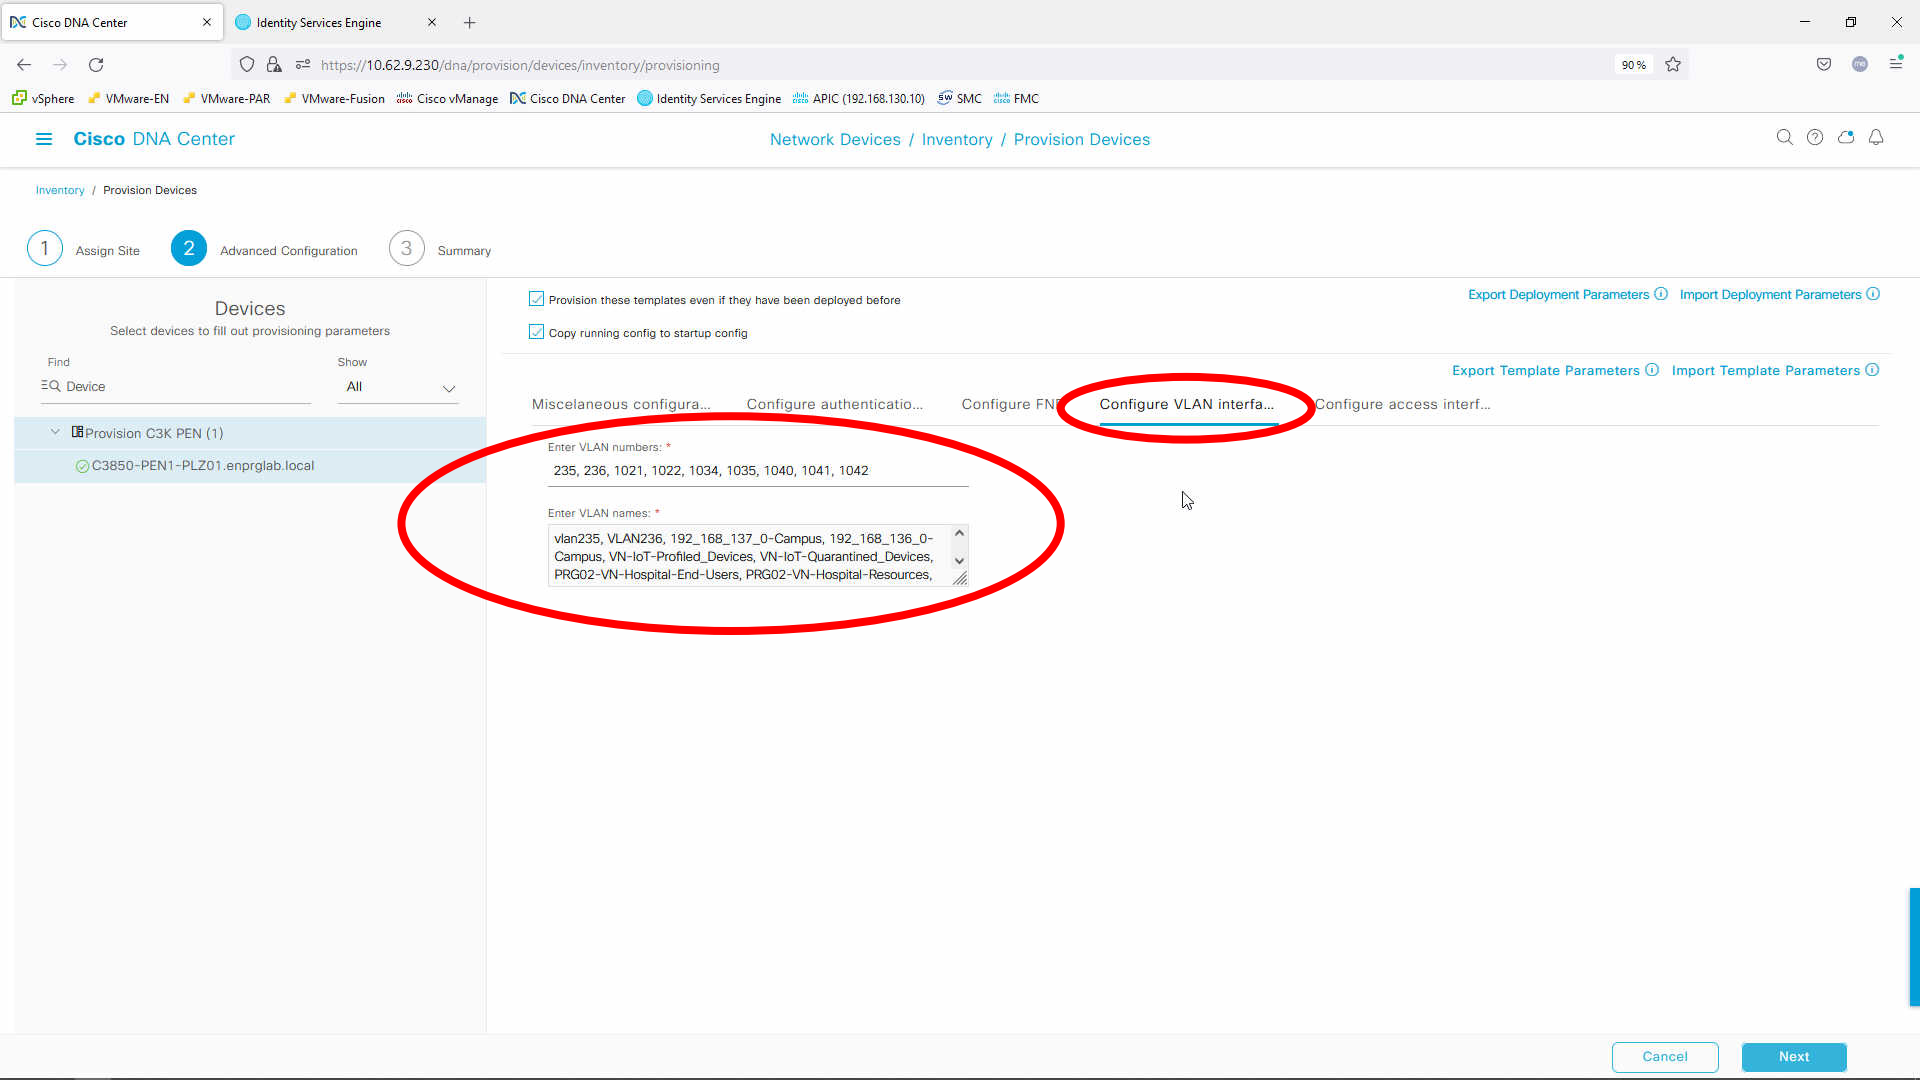 Cisco DNA Center
Identity Services Engine
https://10.62.9.230/dna/provision/devices/inventory/provisioning
90 %
me
vSphere
VMware-EN
VMware-PAR
VMware-Fusion
Cisco vManage
Cisco DNA Center
Identity Services Engine
APIC (192.168.130.10)
SMC
FMC
Cisco DNA Center
Network Devices / Inventory / Provision Devices
Inventory / Provision Devices
1 Assign Site
2 Advanced Configuration
3 Summary
Devices
Select devices to fill out provisioning parameters
Find
Device
Show
All
Provision C3K PEN (1)
C3850-PEN1-PLZ01.enprglab.local
Provision these templates even if they have been deployed before
Copy running config to startup config
Export Deployment Parameters
Import Deployment Parameters
Export Template Parameters
Import Template Parameters
Miscelaneous configura...
Configure authenticatio...
Configure
Configure VLAN interfa...
Configure access interf...
Enter VLAN numbers: *
235, 236, 1021, 1022, 1034, 1035, 1040, 1041, 1042
Enter VLAN names: *
vlan235, VLAN236, 192_168_137_0-Campus, 192_168_136_0-
Campus, VN-IoT-Profiled_Devices, VN-IoT-Quarantined_Devices,
PRG02-VN-Hospital-End-Users, PRG02-VN-Hospital-Resources,
Cancel
Next